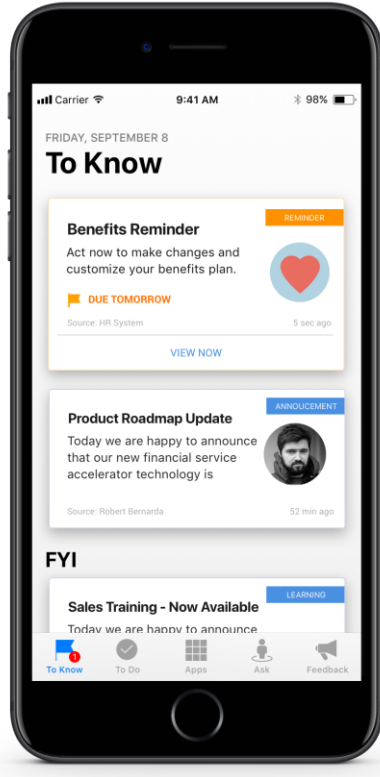 Carrier 9:41 AM 98%
FRIDAY, SEPTEMBER 8
To Know
REMINDER
Benefits Reminder
Act now to make changes and
customize your benefits plan.
DUE TOMORROW
Source: HR System 5 sec ago
VIEW NOW
ANNOUCEMENT
Product Roadmap Update
Today we are happy to announce
that our new financial service
accelerator technology is
Source: Robert Bernarda 52 min ago
FYI
LEARNING
Sales Training - Now Available
Today we are happy to announce
1
To Know To Do Apps Ask Feedback